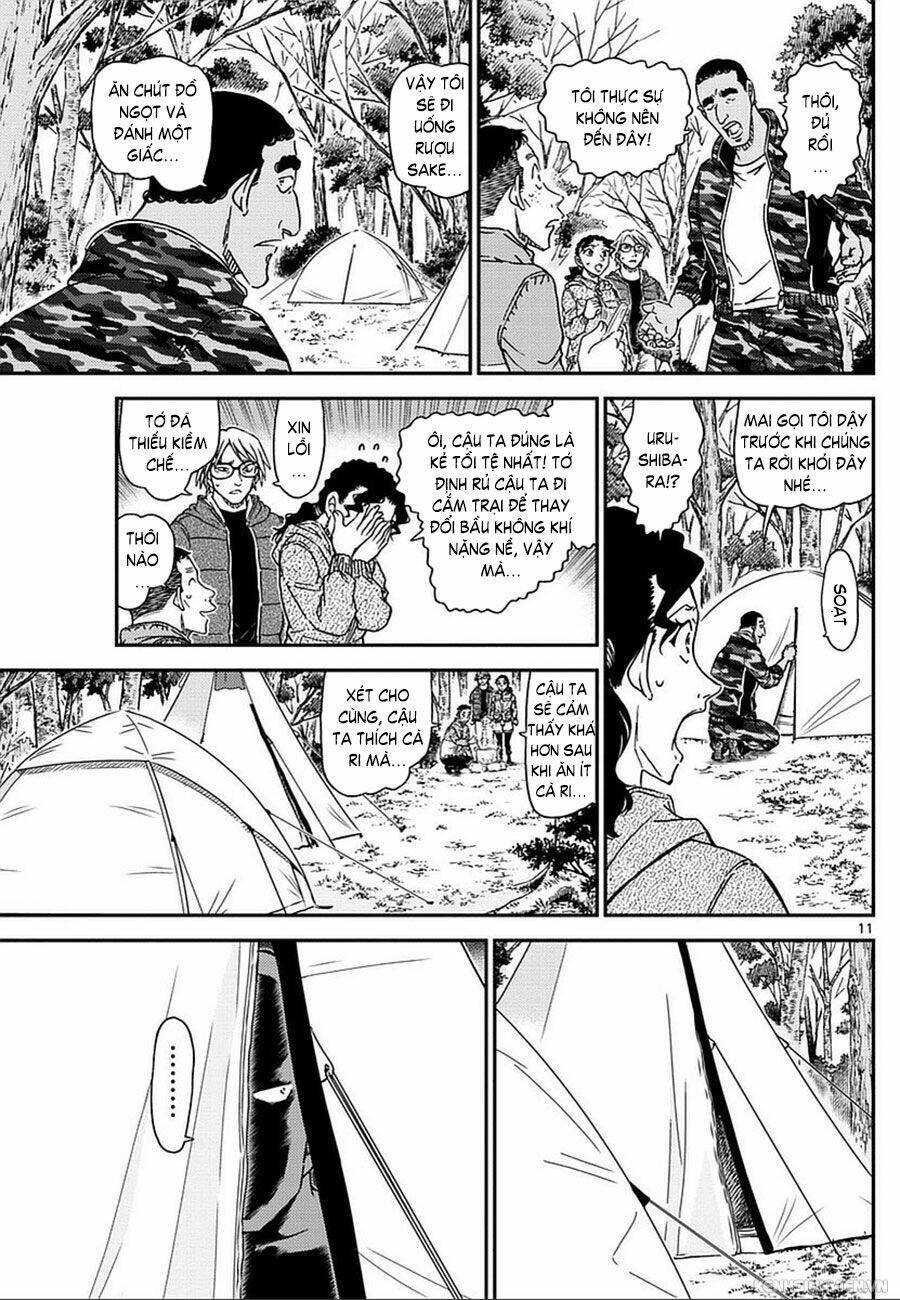 THÔI,
ĐỦ
RỒI
...
TÔI THỰC SỰ
KHÔNG NÊN
ĐẾN ĐÂY!
VẬY TÔI
SẼ ĐI
UỐNG
RƯỢU
SAKE...
ĂN CHÚT ĐỒ
NGỌT VÀ
ĐÁNH MỘT
GIẤC...
MAI GỌI TÔI DẬY
TRƯỚC KHI CHÚNG
TA RỜI KHỎI ĐÂY
NHÉ...
URU-
SHIBA-
RA!?
SOẠT
ÔI, CẬU TA ĐÚNG LÀ
KẺ TỒI TỆ NHẤT! TỚ
ĐỊNH RỦ CẬU TA ĐI
CẮM TRẠI ĐỂ THAY
ĐỔI BẦU KHÔNG KHÍ
NẶNG NỀ, VẬY
MÀ...
XIN
LỖI
...
TỚ ĐÃ
THIẾU KIỀM
CHẾ...
THÔI
NÀO
...
CẬU TA
SẼ CẢM
THẤY KHÁ
HƠN SAU
KHI ĂN ÍT
CÀ RI...
XÉT CHO
CÙNG, CẬU
TA THÍCH CÀ
RI MÀ...
11
........